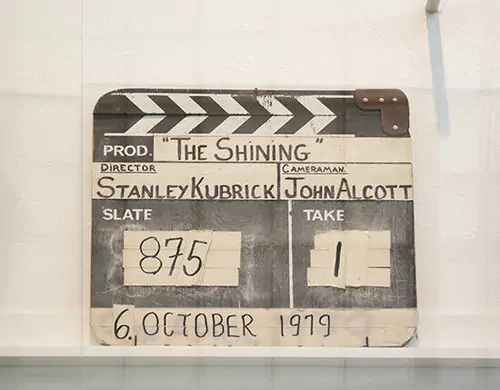 PROD. "THE SHINING"
DIRECTOR CAMERAMAN.
STANLEY KUBRICK JOHN ALCOTT
SLATE TAKE
875 1
6. OCTOBER 1979